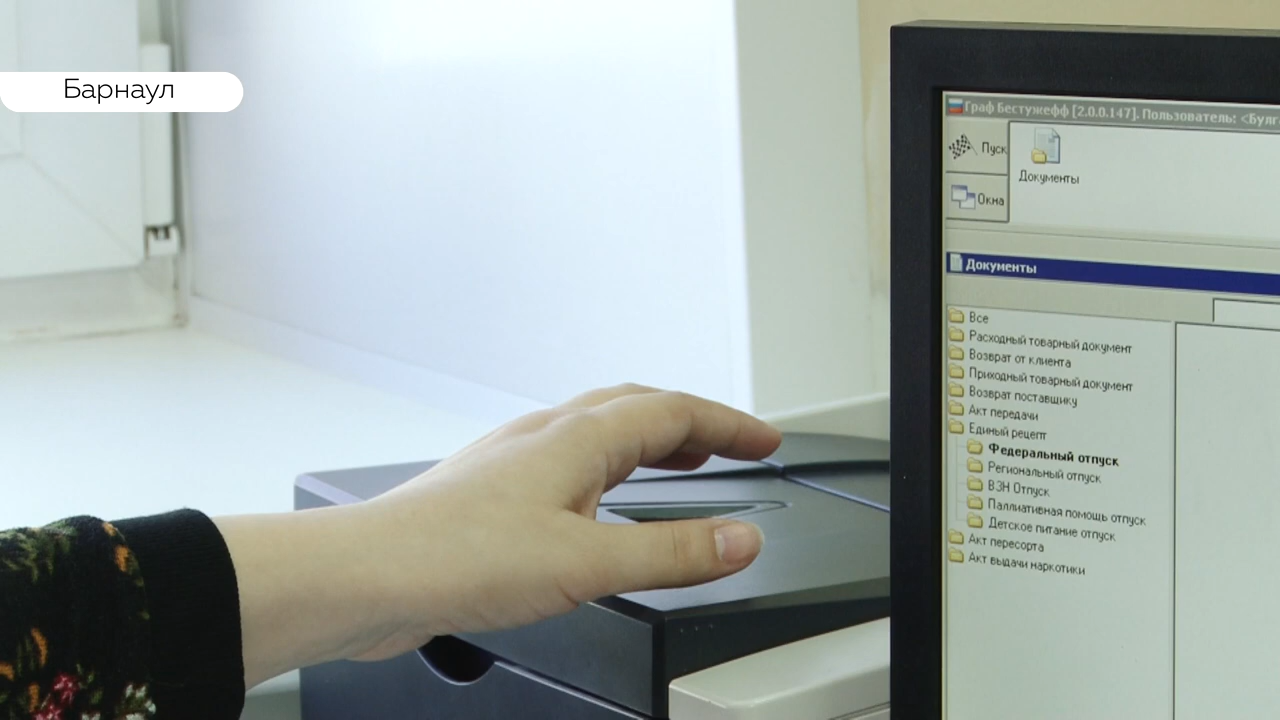 Барнаул
Граф Бестужефф [2.0.0.147]. Пользователь:
Пуск
Документы
Окна
Документы
Все
Расходный товарный документ
Возврат от клиента
Приходный товарный документ
Возврат поставщику
Акт передачи
Единый рецепт
Федеральный отпуск
Региональный отпуск
ВЗН Отпуск
Паллиативная помощь отпуск
Детское питание отпуск
Акт пересорта
Акт выдачи наркотики